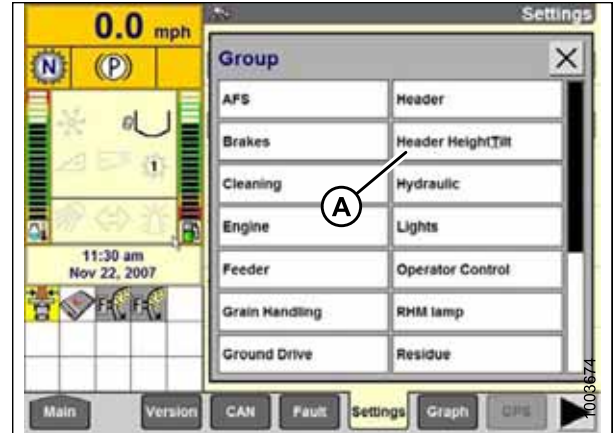 0.0 mph
Settings
N
(P)
Group
AFS
Header
Brakes
Header Height Tilt
Cleaning
Hydraulic
A
Engine
Lights
11:30 am
Nov 22, 2007
Feeder
Operator Control
Grain Handling
RHM lamp
Ground Drive
Residue
Main
Version
CAN
Fault
Settings
Graph
GPS
1003674